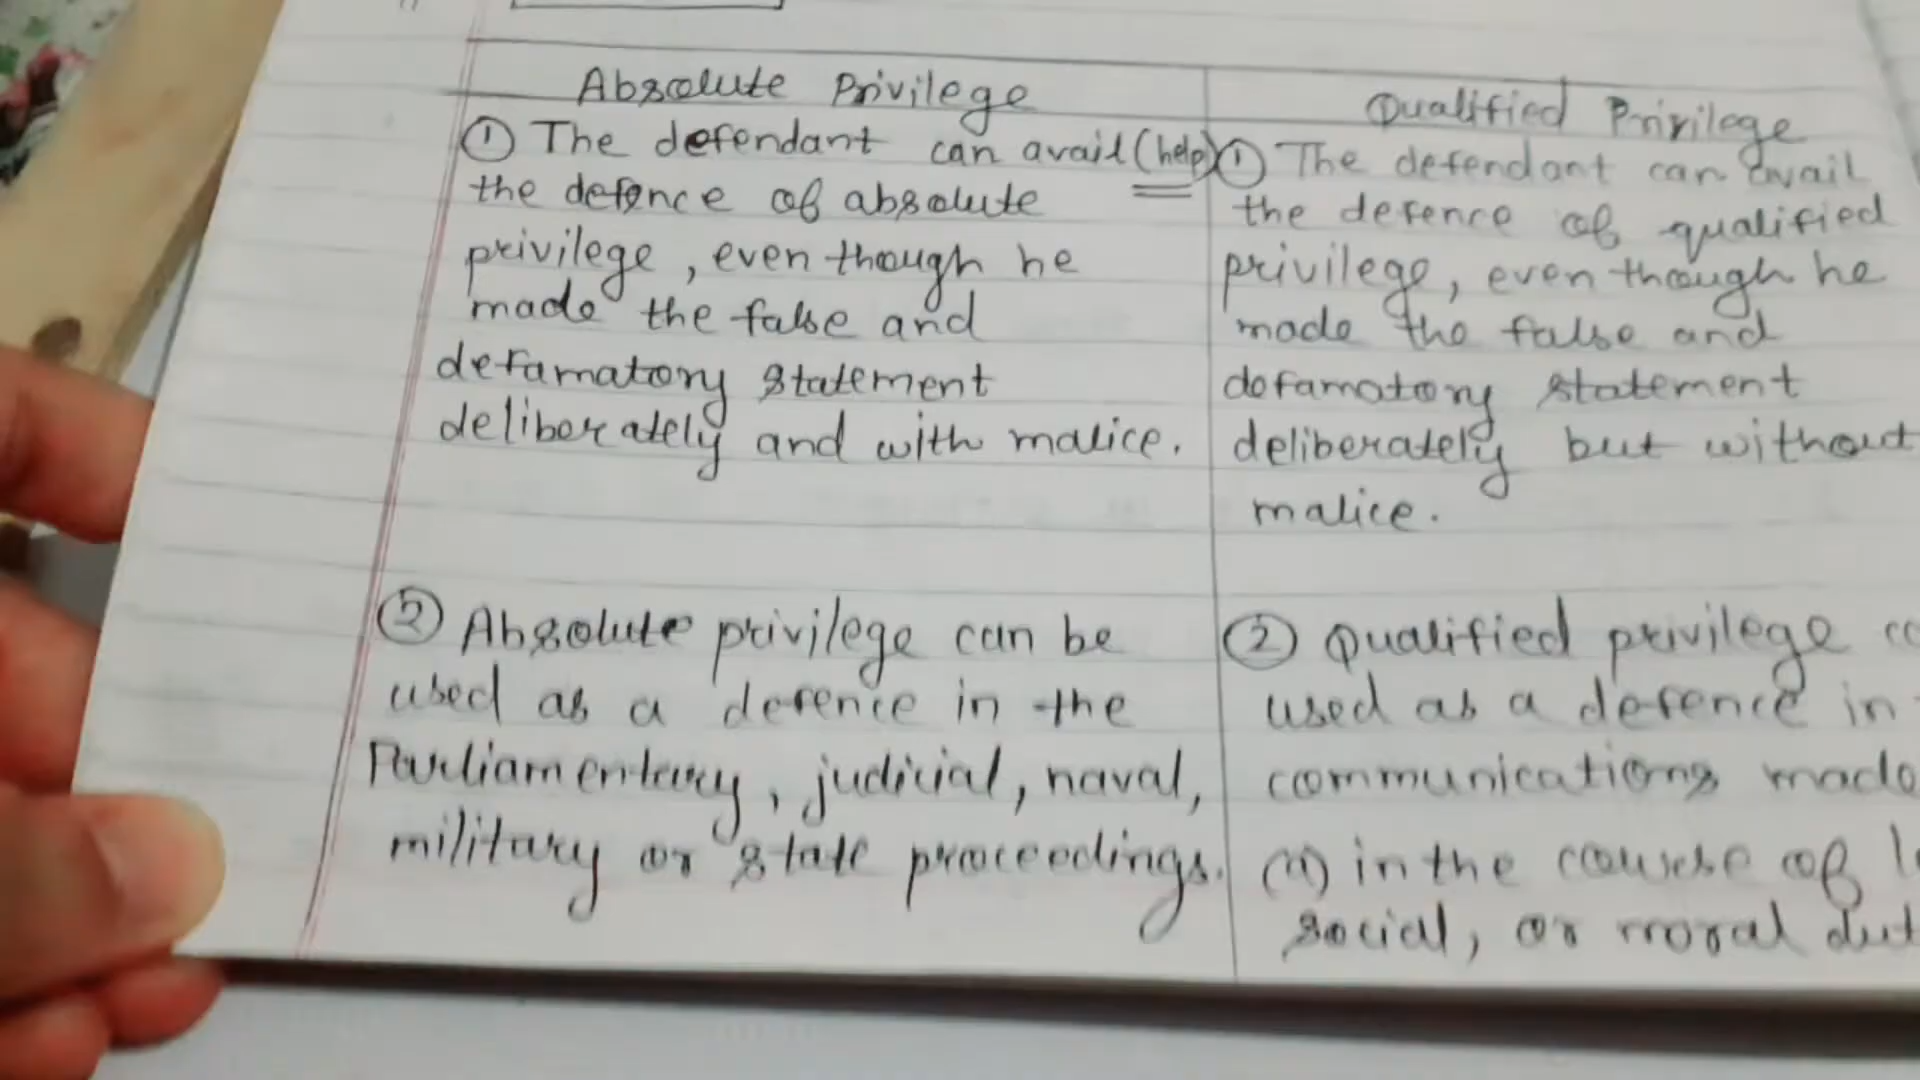 Absolute Privilege
① The defendant can avail (help)
the defence of absolute
privilege, even though he
made the false and
defamatory statement
deliberately and with malice.
② Absolute privilege can be
used as a defence in the
Parliamentary, judicial, naval,
military or state proceedings.
Qualified Privilege
① The defendant can avail
the defence of qualified
privilege, even though he
made the false and
defamatory statement
deliberately but without
malice.
② Qualified privilege
used as a defence in
communications made
in the course of
social, or moral